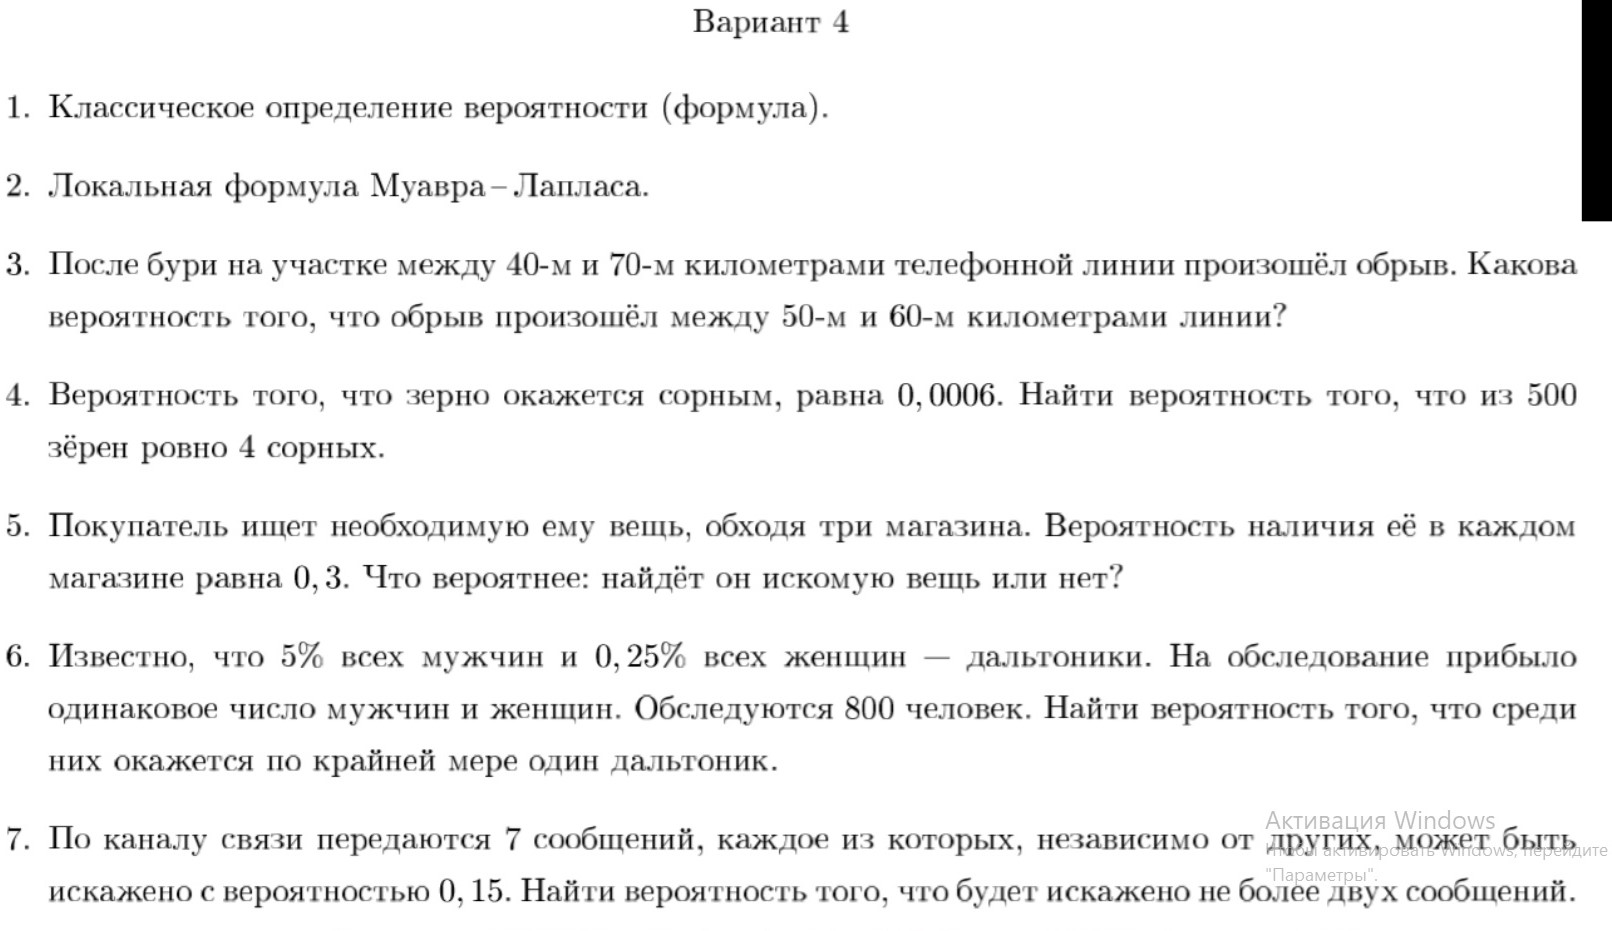 Вариант 4
1. Классическое определение вероятности (формула).
2. Локальная формула Муавра – Лапласа.
3. После бури на участке между 40-м и 70-м километрами телефонной линии произошёл обрыв. Какова
вероятность того, что обрыв произошёл между 50-м и 60-м километрами линии?
4. Вероятность того, что зерно окажется сорным, равна 0,0006. Найти вероятность того, что из 500
зёрен ровно 4 сорных.
5. Покупатель ищет необходимую ему вещь, обходя три магазина. Вероятность наличия её в каждом
магазине равна 0,3. Что вероятнее: найдёт он искомую вещь или нет?
6. Известно, что 5% всех мужчин и 0,25% всех женщин — дальтоники. На обследование прибыло
одинаковое число мужчин и женщин. Обследуются 800 человек. Найти вероятность того, что среди
них окажется по крайней мере один дальтоник.
Активация Windows
7. По каналу связи передаются 7 сообщений, каждое из которых, независимо от других, может быть
Чтобы активировать Windows, перейдите
"Параметры".
искажено с вероятностью 0,15. Найти вероятность того, что будет искажено не более двух сообщений.